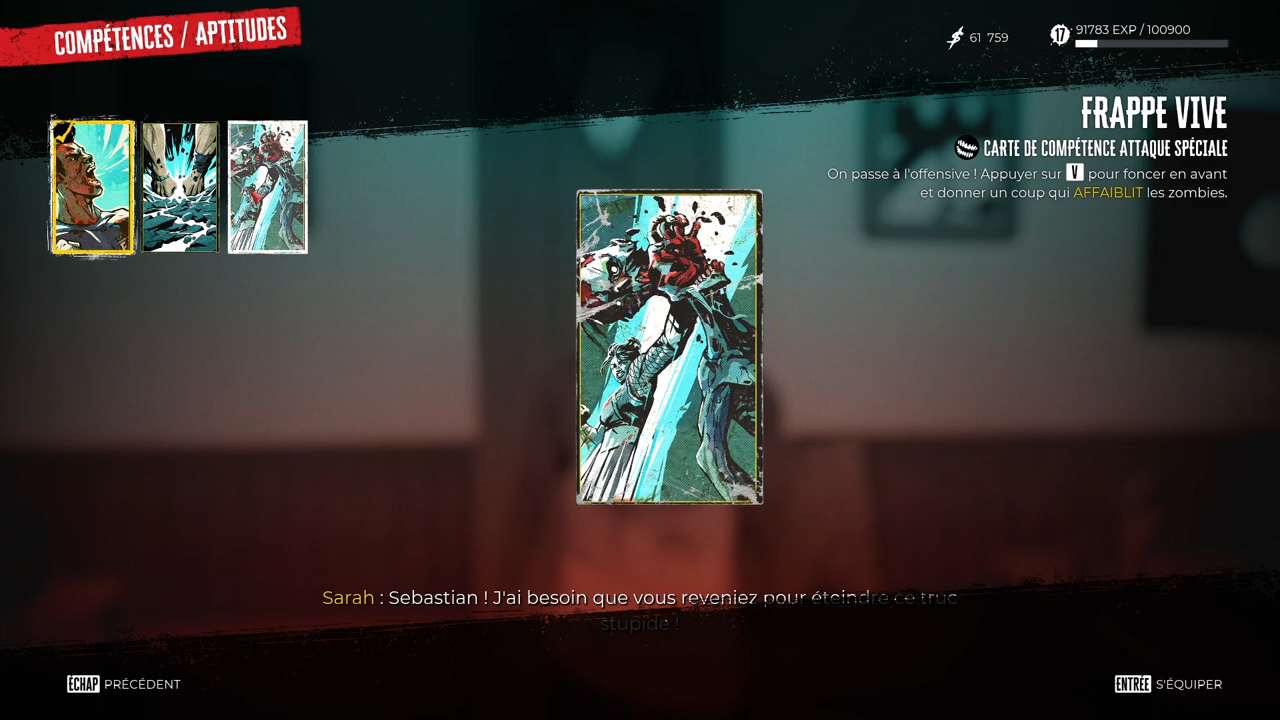 COMPÉTENCES / APTITUDES
61 759
17 91783 EXP / 100900
FRAPPE VIVE
CARTE DE COMPÉTENCE ATTAQUE SPÉCIALE
On passe à l'offensive ! Appuyer sur V pour foncer en avant
et donner un coup qui AFFAIBLIT les zombies.
Sarah : Sebastian ! J'ai besoin que vous reveniez pour éteindre ce truc
stupide !
ÉCHAP PRÉCÉDENT
ENTRÉE S'ÉQUIPER